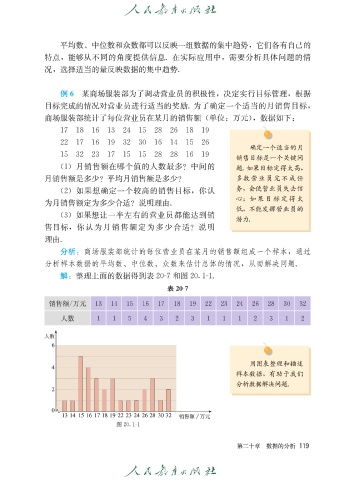 人民教育出版社
平均数、中位数和众数都可以反映一组数据的集中趋势,它们各有自己的
特点,能够从不同的角度提供信息. 在实际应用中,需要分析具体问题的情
况,选择适当的量反映数据的集中趋势.
例6 某商场服装部为了调动营业员的积极性,决定实行目标管理,根据
目标完成的情况对营业员进行适当的奖励. 为了确定一个适当的月销售目标,
商场服装部统计了每位营业员在某月的销售额(单位:万元),数据如下:
17 18 16 13 24 15 28 26 18 19
22 17 16 19 32 30 16 14 15 26
15 32 23 17 15 15 28 28 16 19
(1)月销售额在哪个值的人数最多?中间的
月销售额是多少?平均月销售额是多少?
(2)如果想确定一个较高的销售目标,你认
为月销售额定为多少合适?说明理由.
(3)如果想让一半左右的营业员都能达到销
售目标,你认为月销售额定为多少合适?说明
理由.
确定一个适当的月
销售目标是一个关键问
题. 如果目标定得太高,
多数营业员完不成任
务,会使营业员失去信
心;如果目标定得太
低,不能发挥营业员的
潜力.
分析:商场服装部统计的每位营业员在某月的销售额组成一个样本,通过
分析样本数据的平均数、中位数、众数来估计总体的情况,从而解决问题.
解:整理上面的数据得到表20-7和图20.1-1.
表 20-7
销售额/万元 13 14 15 16 17 18 19 22 23 24 26 28 30 32
人数 1 1 5 4 3 2 3 1 1 1 2 3 1 2
人数
6
4
2
0
13 14 15 16 17 18 19 22 23 24 26 28 30 32 销售额/万元
图 20.1-1
用图表整理和描述
样本数据,有助于我们
分析数据解决问题.
第二十章 数据的分析 119
人民教育出版社